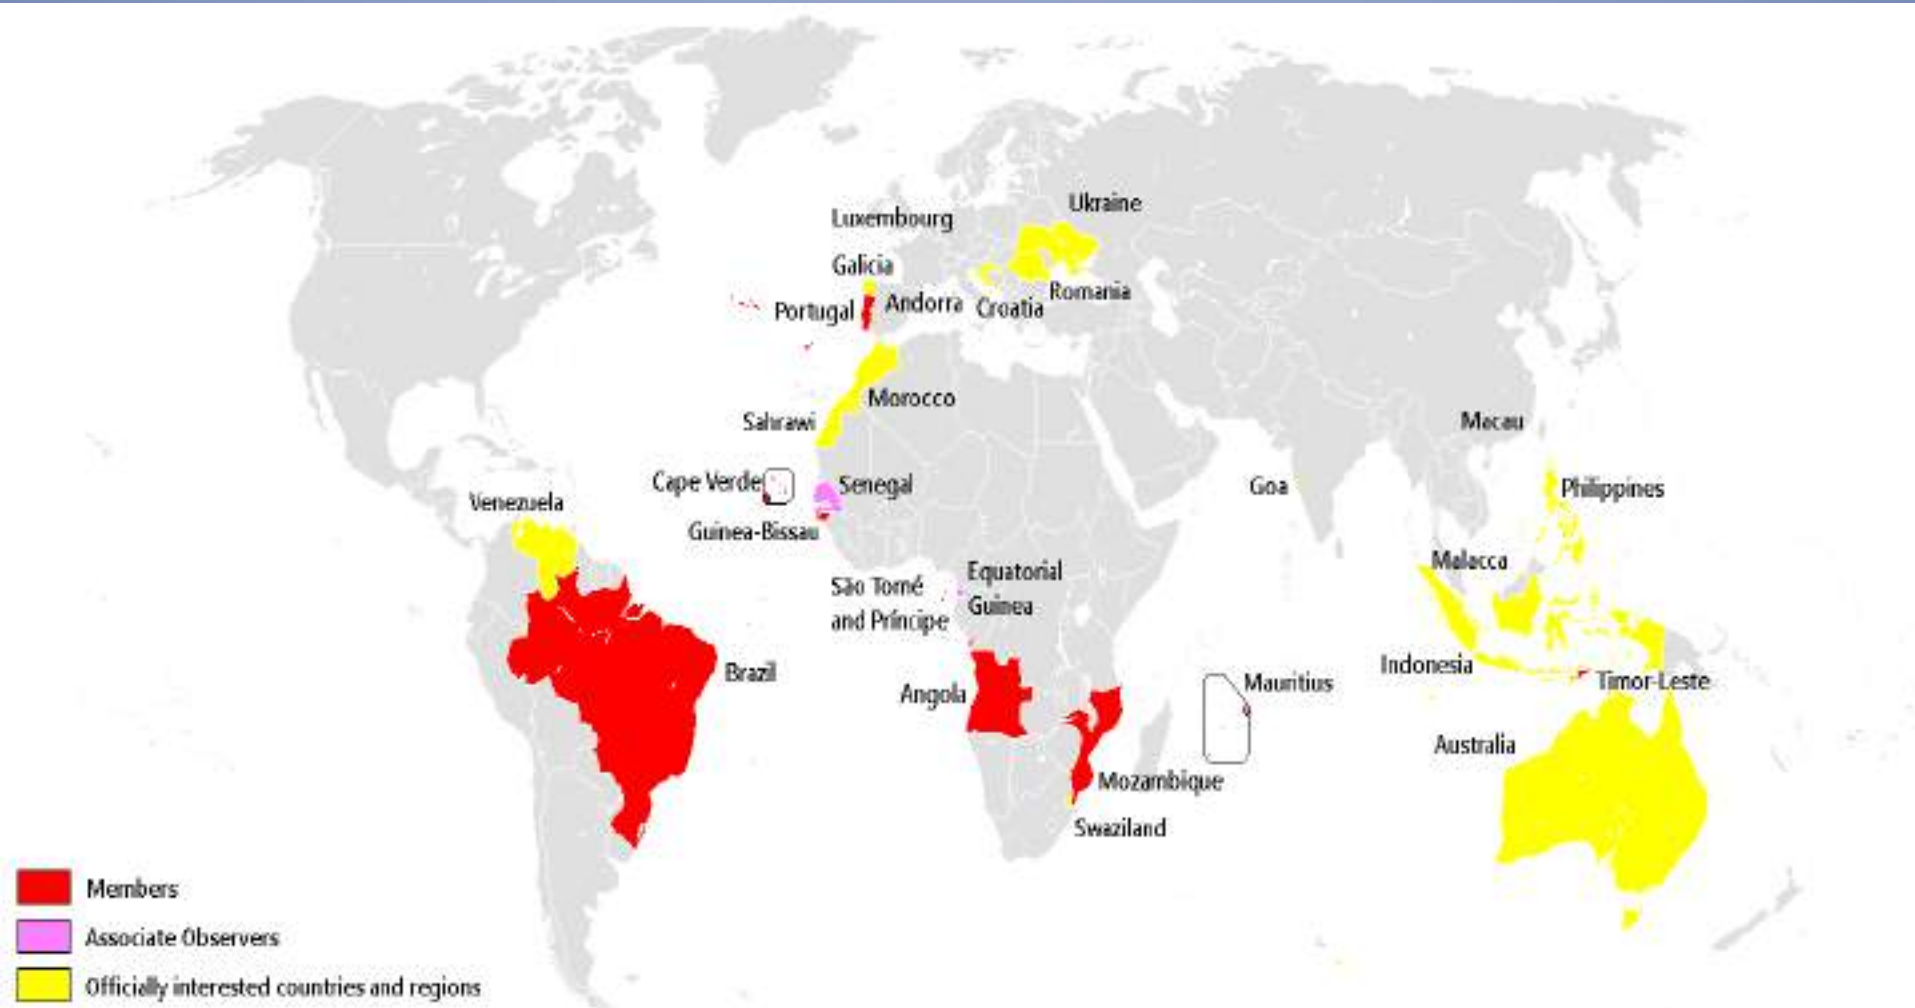 Ukraine
Luxembourg
Galicia
Portugal
Andorra
Croatia
Romania
Morocco
Sahrawi
Macau
Cape Verde
Senegal
Goa
Philippines
Venezuela
Guinea-Bissau
Malacca
São Tomé
and Príncipe
Equatorial
Guinea
Brazil
Angola
Mauritius
Indonesia
Timor-Leste
Australia
Mozambique
Swaziland
Members
Associate Observers
Officially interested countries and regions